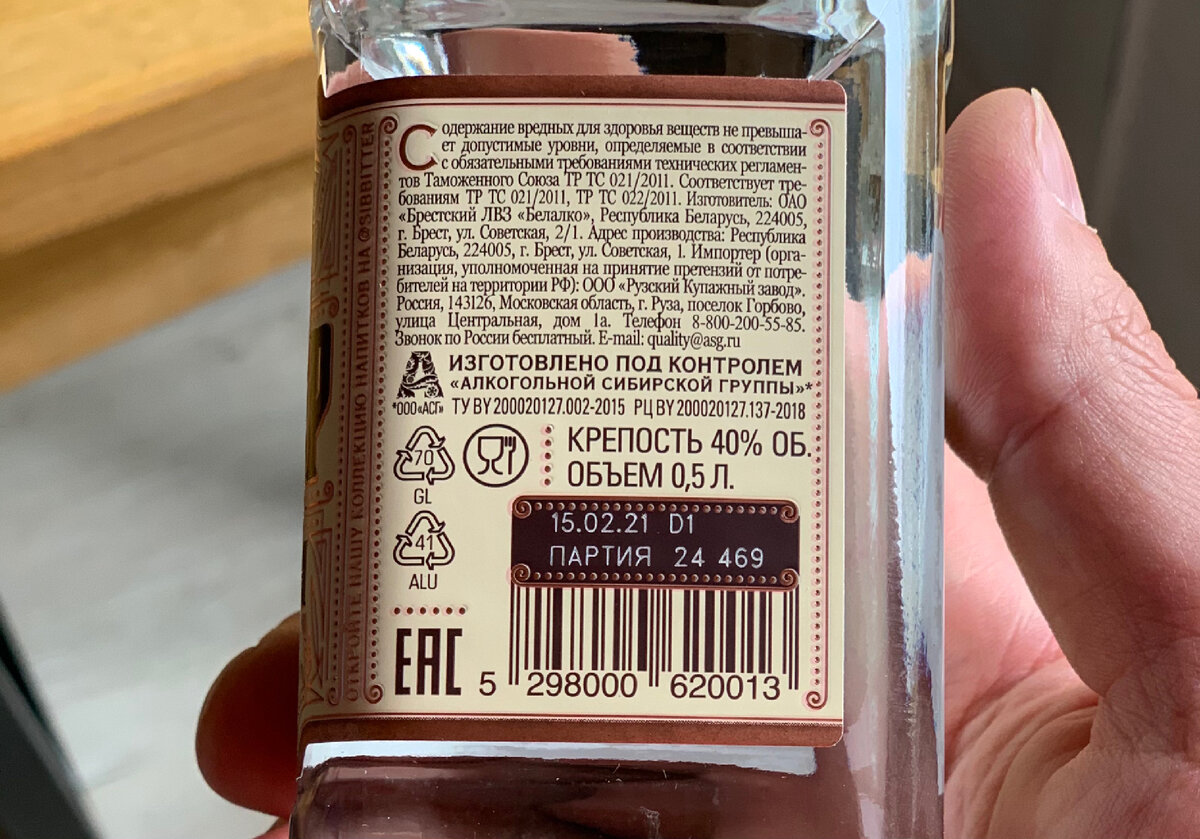 Содержание вредных для здоровья веществ не превыша-
ет допустимые уровни, определяемые в соответствии
с обязательными требованиями технических регламен-
тов Таможенного Союза ТР ТС 021/2011. Соответствует тре-
бованиям ТР ТС 021/2011, ТР ТС 022/2011. Изготовитель: ОАО
«Брестский ЛВЗ «Белалко», Республика Беларусь, 224005,
г. Брест, ул. Советская, 2/1. Адрес производства: Республика
Беларусь, 224005, г. Брест, ул. Советская, 1. Импортер (орга-
низация, уполномоченная на принятие претензий от потре-
бителей на территории РФ): ООО «Рузский Купажный завод».
Россия, 143126, Московская область, г. Руза, поселок Горбово,
улица Центральная, дом 1а. Телефон 8-800-200-55-85.
Звонок по России бесплатный. E-mail: quality@asg.ru
ИЗГОТОВЛЕНО ПОД КОНТРОЛЕМ
«АЛКОГОЛЬНОЙ СИБИРСКОЙ ГРУППЫ»*
*ООО «АСГ» ТУ BY 200020127.002-2015 РЦ BY 200020127.137-2018
70
GL
КРЕПОСТЬ 40% ОБ.
ОБЪЕМ 0,5 Л.
41
ALU
15.02.21 D1
ПАРТИЯ 24 469
EAC
5 298000 620013
ОТКРОЙТЕ НАШУ КОЛЛЕКЦИЮ НАПИТКОВ НА @SIBBITTER